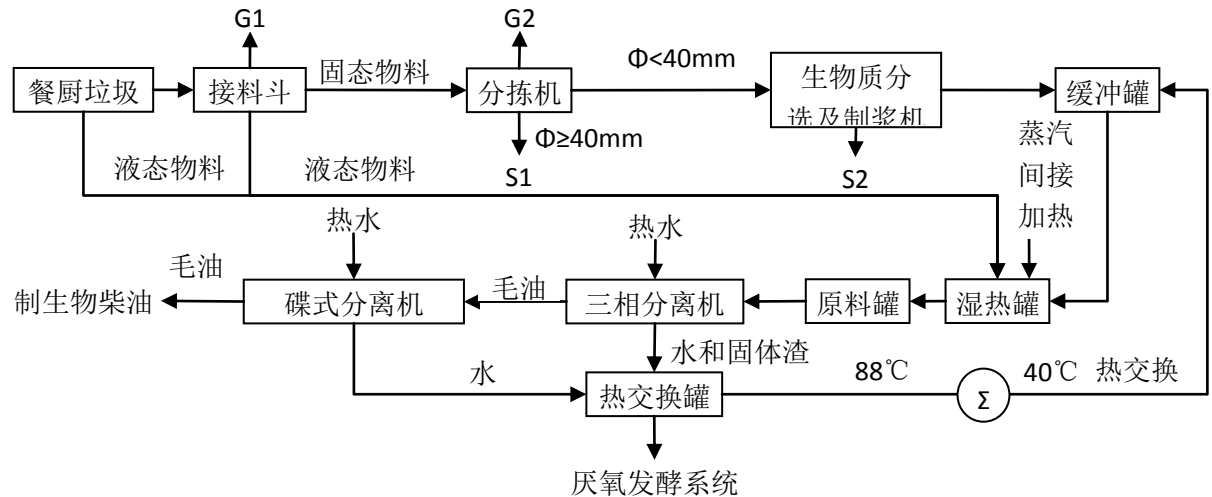 G1
G2
餐厨垃圾
接料斗
固态物料
分拣机
Φ<40mm
生物质分
选及制浆机
缓冲罐
Φ≥40mm
S1
S2
液态物料
液态物料
蒸汽
间接
加热
热水
热水
毛油
制生物柴油
碟式分离机
毛油
三相分离机
原料罐
湿热罐
水和固体渣
水
热交换罐
88℃
Σ
40℃ 热交换
厌氧发酵系统